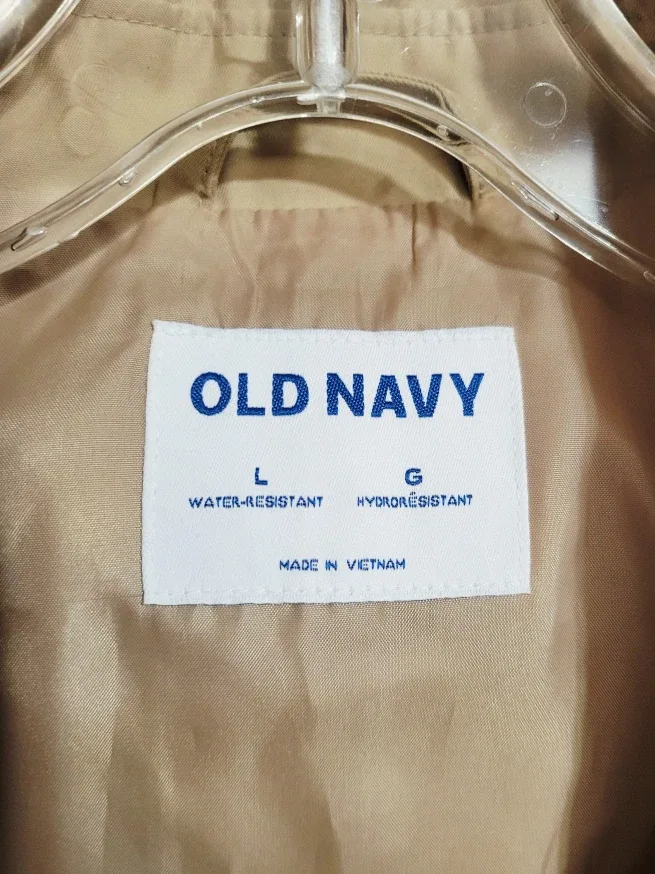 OLD NAVY
L G
WATER-RESISTANT HYDRORÉSISTANT
MADE IN VIETNAM